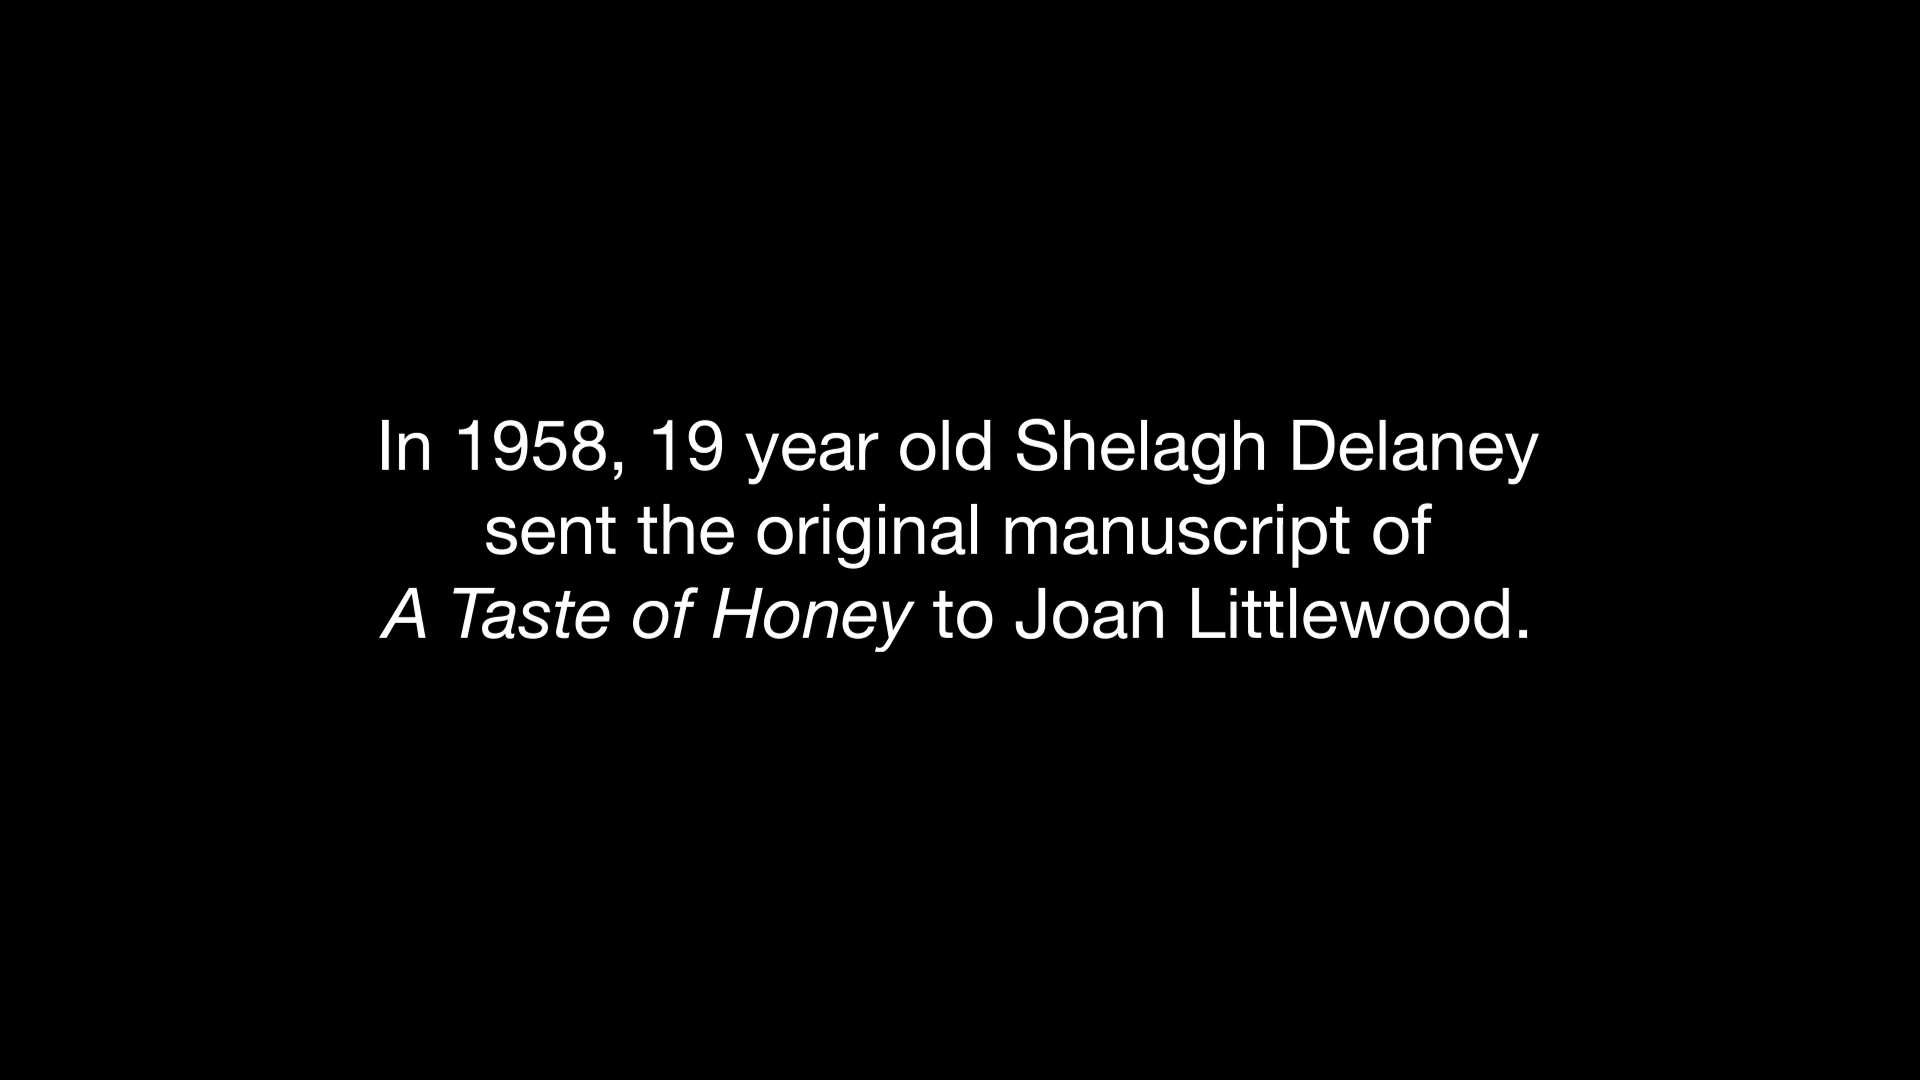 In 1958, 19 year old Shelagh Delaney
sent the original manuscript of
A Taste of Honey to Joan Littlewood.